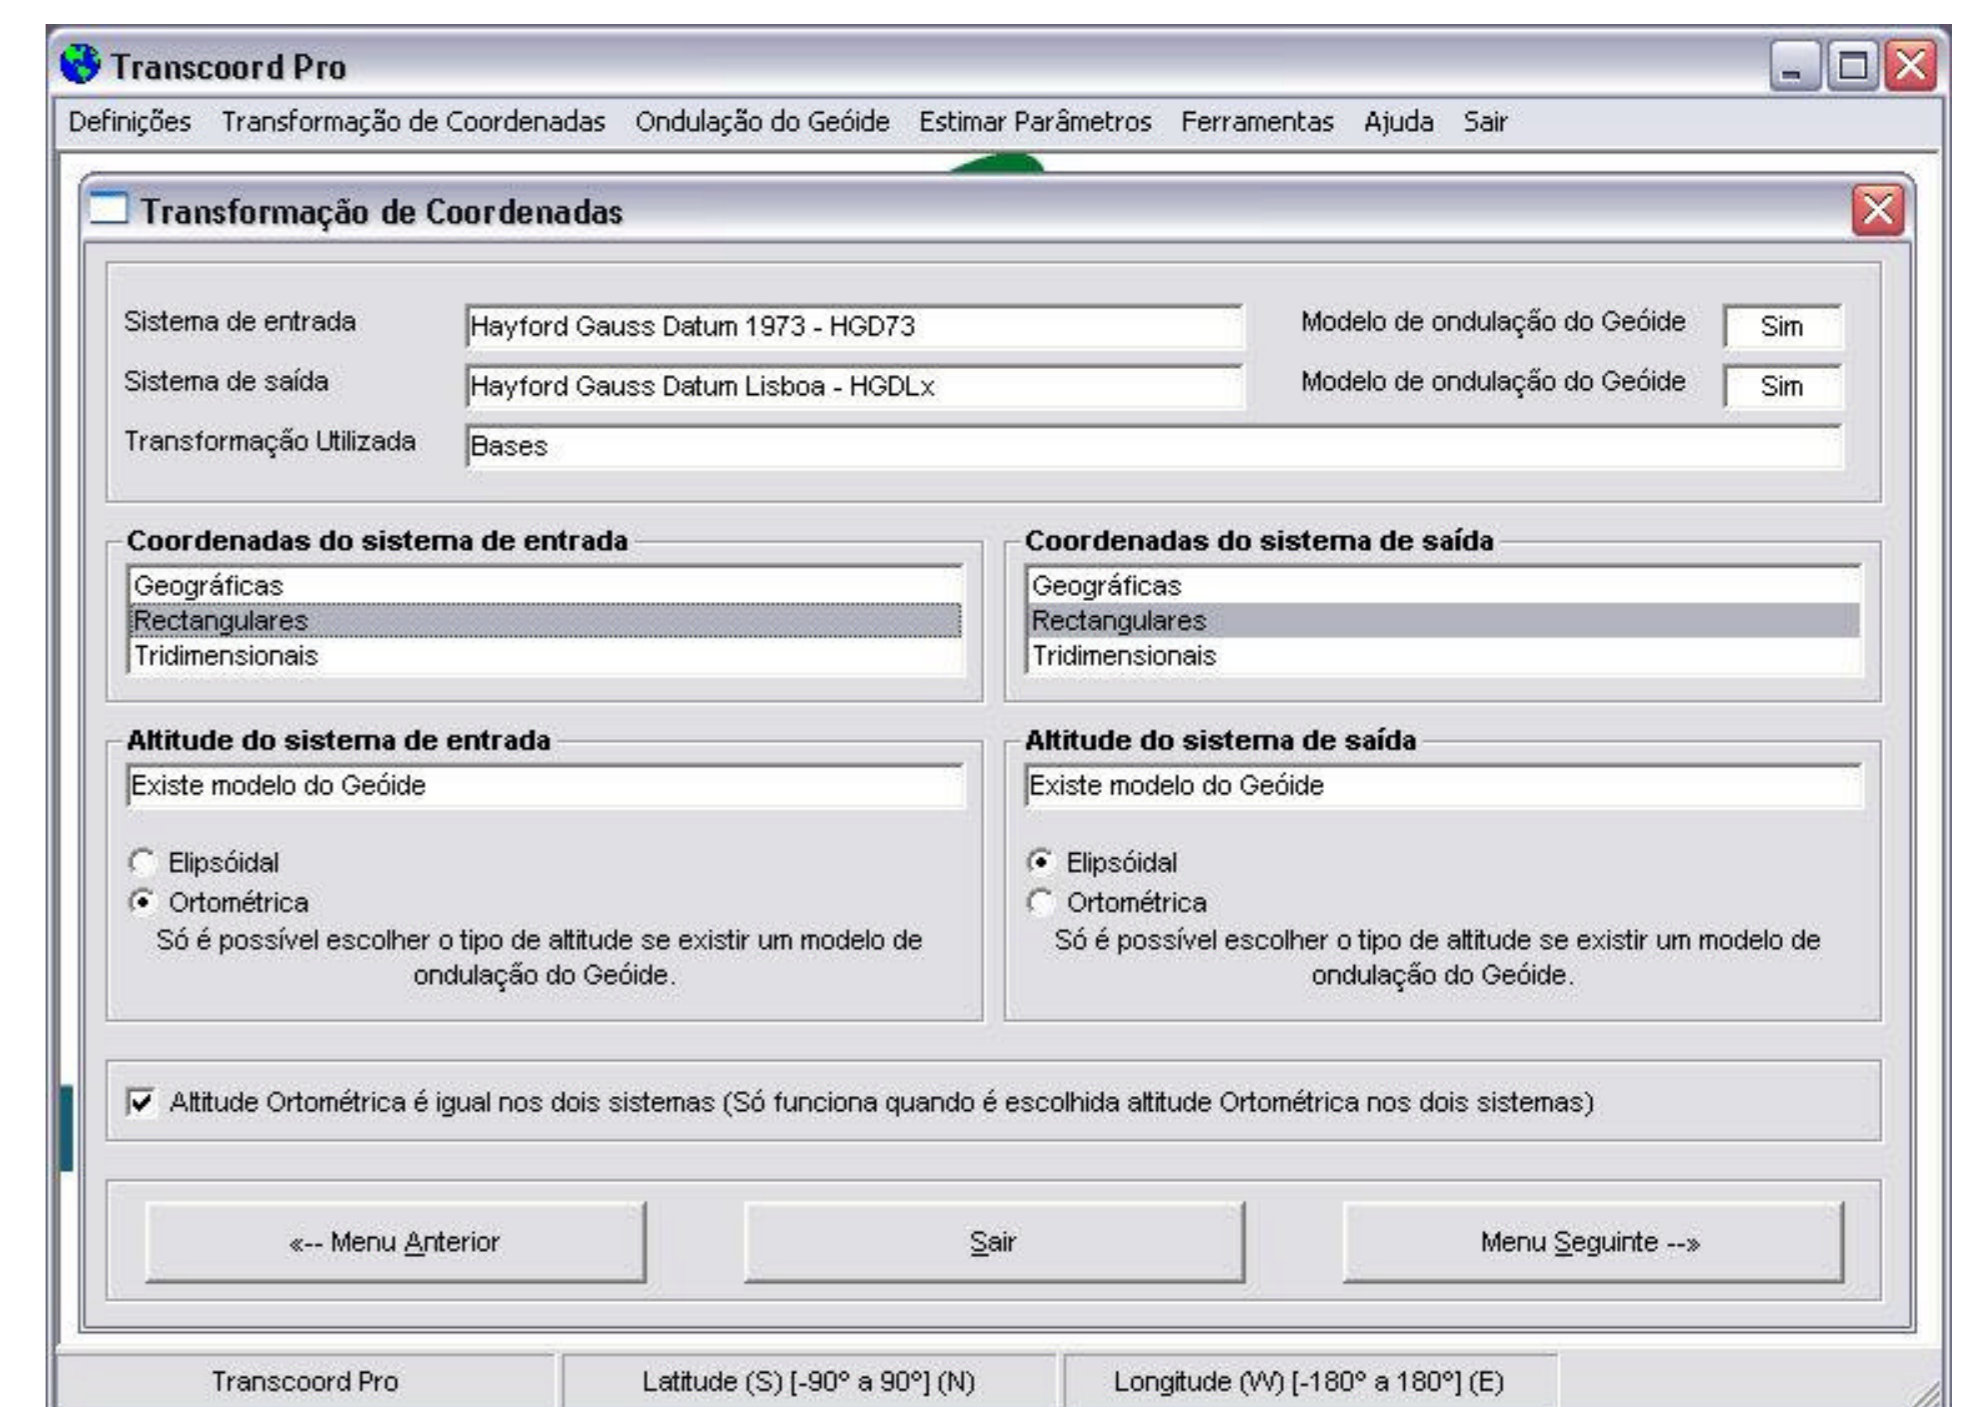 Transcoord Pro
Definições Transformação de Coordenadas Ondulação do Geóide Estimar Parâmetros Ferramentas Ajuda Sair
Transformação de Coordenadas
Sistema de entrada Hayford Gauss Datum 1973 - HGD73 Modelo de ondulação do Geóide Sim
Sistema de saída Hayford Gauss Datum Lisboa - HGDLx Modelo de ondulação do Geóide Sim
Transformação Utilizada Bases
Coordenadas do sistema de entrada
Geográficas
Rectangulares
Tridimensionais
Coordenadas do sistema de saída
Geográficas
Rectangulares
Tridimensionais
Altitude do sistema de entrada
Existe modelo do Geóide
Elipsóidal
Ortométrica
Só é possível escolher o tipo de altitude se existir um modelo de
ondulação do Geóide.
Altitude do sistema de saída
Existe modelo do Geóide
Elipsóidal
Ortométrica
Só é possível escolher o tipo de altitude se existir um modelo de
ondulação do Geóide.
Altitude Ortométrica é igual nos dois sistemas (Só funciona quando é escolhida altitude Ortométrica nos dois sistemas)
«-- Menu Anterior Sair Menu Seguinte --»
Transcoord Pro Latitude (S) [-90º a 90º] (N) Longitude (W) [-180º a 180º] (E)